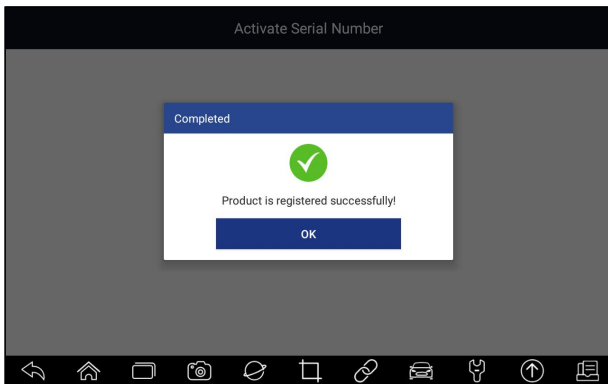 Activate Serial Number
Completed
Product is registered successfully!
OK